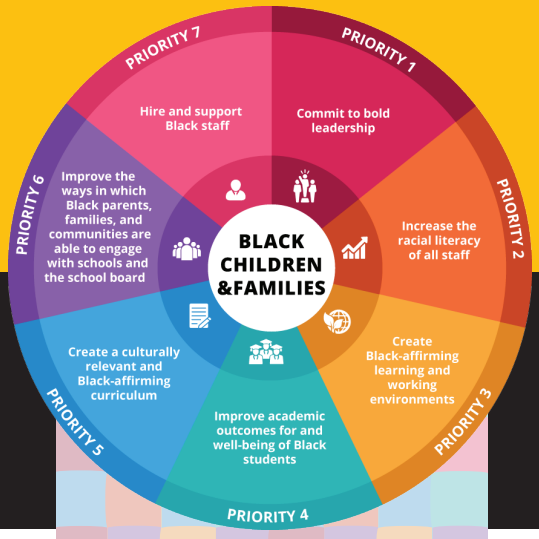 BLACK
CHILDREN
&FAMILIES
PRIORITY 1
Commit to bold
leadership
PRIORITY 2
Increase the
racial literacy
of all staff
PRIORITY 3
Create
Black-affirming
learning and
working
environments
PRIORITY 4
Improve academic
outcomes for and
well-being of Black
students
PRIORITY 5
Create a culturally
relevant and
Black-affirming
curriculum
PRIORITY 6
Improve the
ways in which
Black parents,
families, and
communities are
able to engage
with schools and
the school board
PRIORITY 7
Hire and support
Black staff